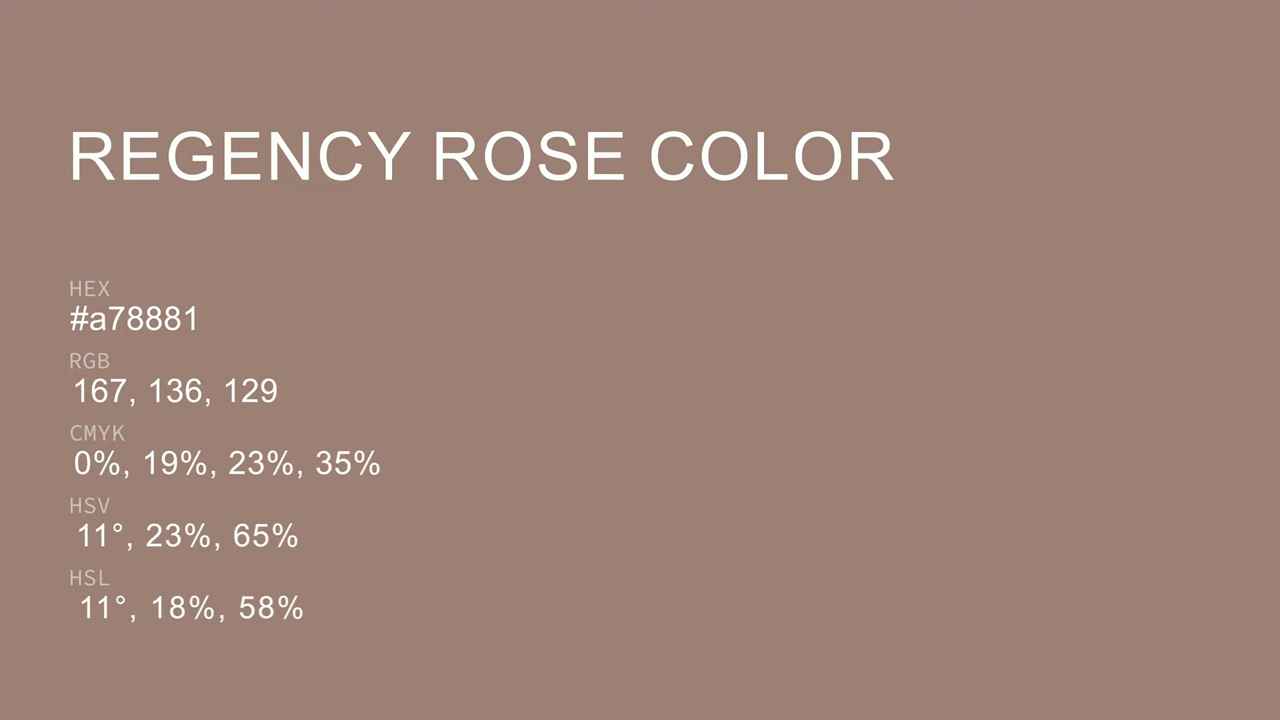 REGENCY ROSE COLOR
HEX
#a78881
RGB
167, 136, 129
CMYK
0%, 19%, 23%, 35%
HSV
11°, 23%, 65%
HSL
11°, 18%, 58%